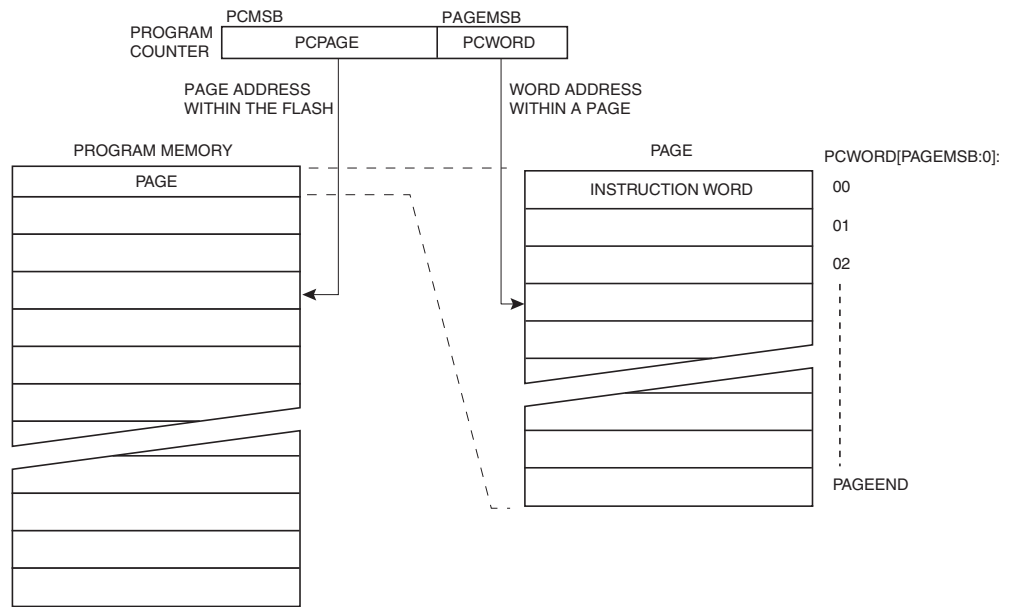 PCMSB
PAGEMSB
PROGRAM
COUNTER
PCPAGE
PCWORD
PAGE ADDRESS
WITHIN THE FLASH
WORD ADDRESS
WITHIN A PAGE
PROGRAM MEMORY
PAGE
PAGE
PCWORD[PAGEMSB:0]:
INSTRUCTION WORD
00
01
02
PAGEEND